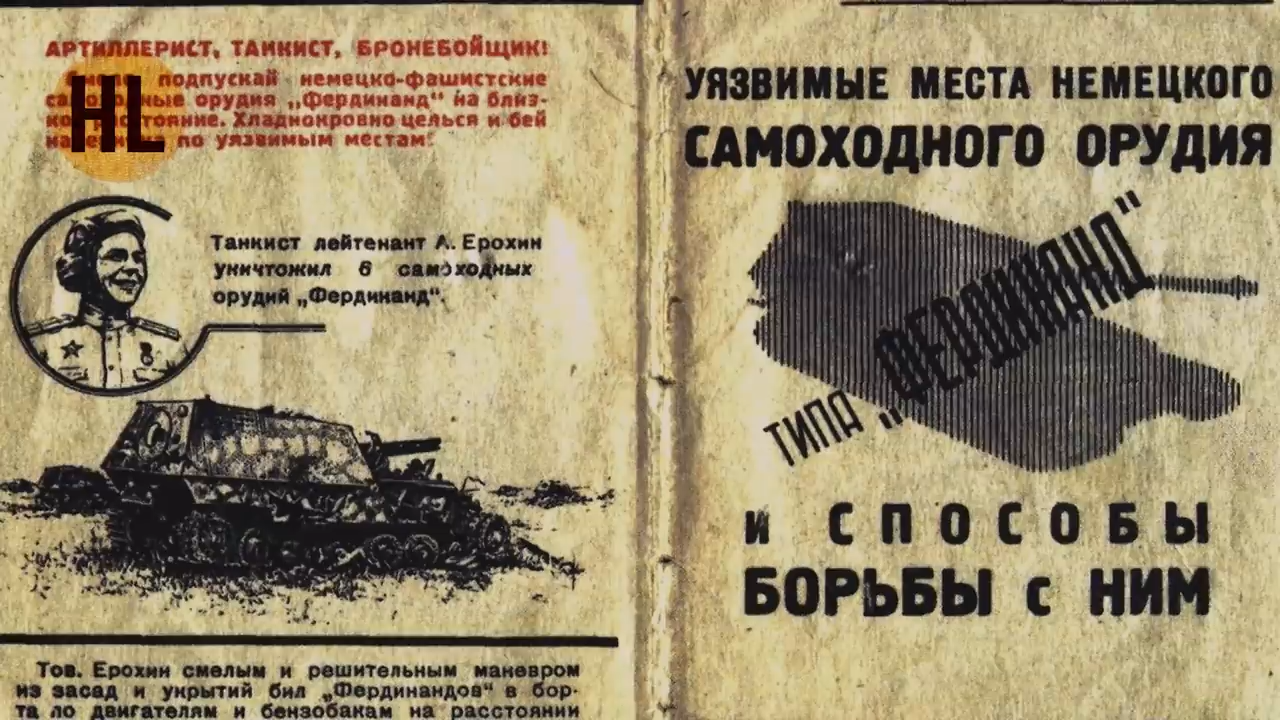 АРТИЛЛЕРИСТ, ТАНКИСТ, БРОНЕБОЙЩИК!
подпускай немецко-фашистские
орудия „Фердинанд" на близ-
Хладнокровно целься и бей
по уязвимым местам!
HL
Танкист лейтенант А. Ерохин
уничтожил 6 самоходных
орудий „Фердинанд".
Тов. Ерохин смелым и решительным маневром
из засад и укрытий бил „Фердинандов" в бор-
та по двигателям и бензобакам на расстоянии
УЯЗВИМЫЕ МЕСТА НЕМЕЦКОГО
САМОХОДНОГО ОРУДИЯ
ТИПА „ФЕРДИНАНД"
и СПОСОБЫ
БОРЬБЫ с НИМ